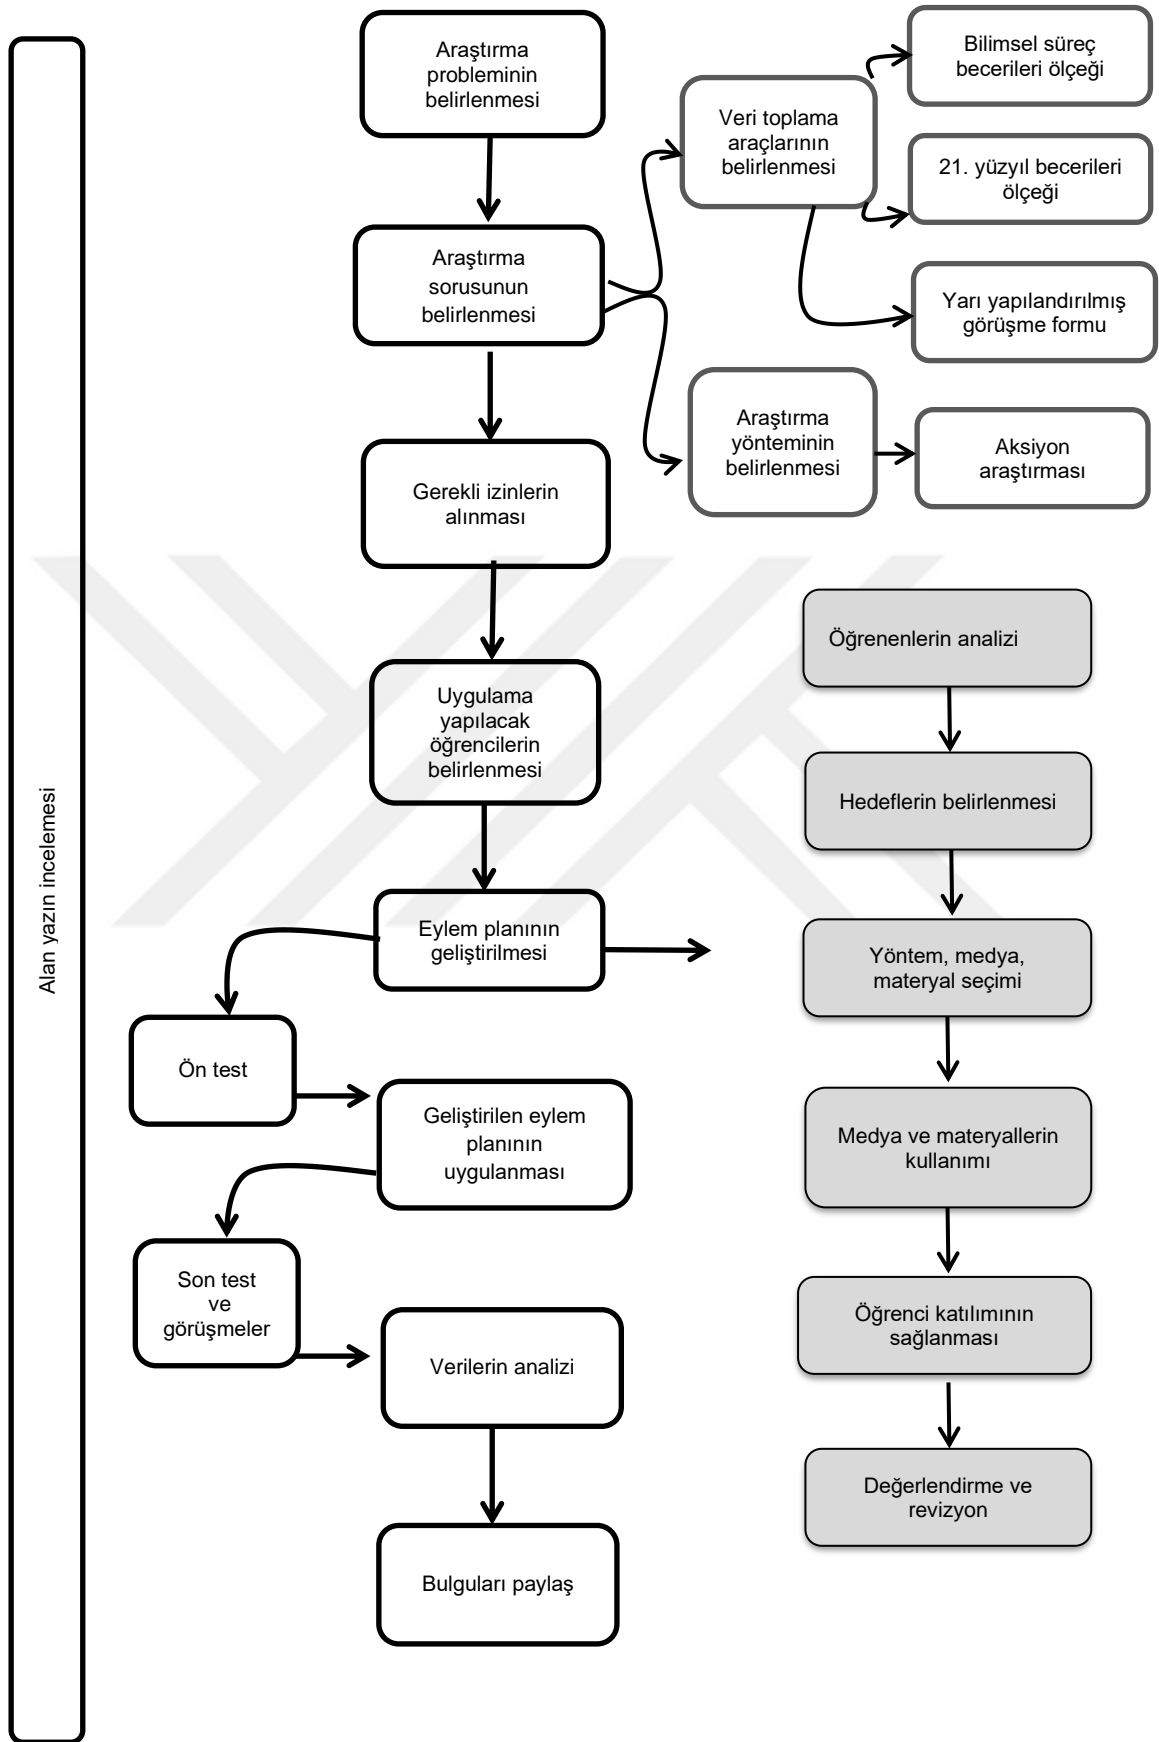 Alan yazın incelemesi
Araştırma
probleminin
belirlenmesi
Araştırma
sorusunun
belirlenmesi
Veri toplama
araçlarının
belirlenmesi
Bilimsel süreç
becerileri ölçeği
21. yüzyıl becerileri
ölçeği
Yarı yapılandırılmış
görüşme formu
Araştırma
yönteminin
belirlenmesi
Aksiyon
araştırması
Gerekli izinlerin
alınması
Uygulama
yapılacak
öğrencilerin
belirlenmesi
Eylem planının
geliştirilmesi
Ön test
Geliştirilen eylem
planının
uygulanması
Son test
ve
görüşmeler
Verilerin analizi
Bulguları paylaş
Öğrenenlerin analizi
Hedeflerin belirlenmesi
Yöntem, medya,
materyal seçimi
Medya ve materyallerin
kullanımı
Öğrenci katılımının
sağlanması
Değerlendirme ve
revizyon